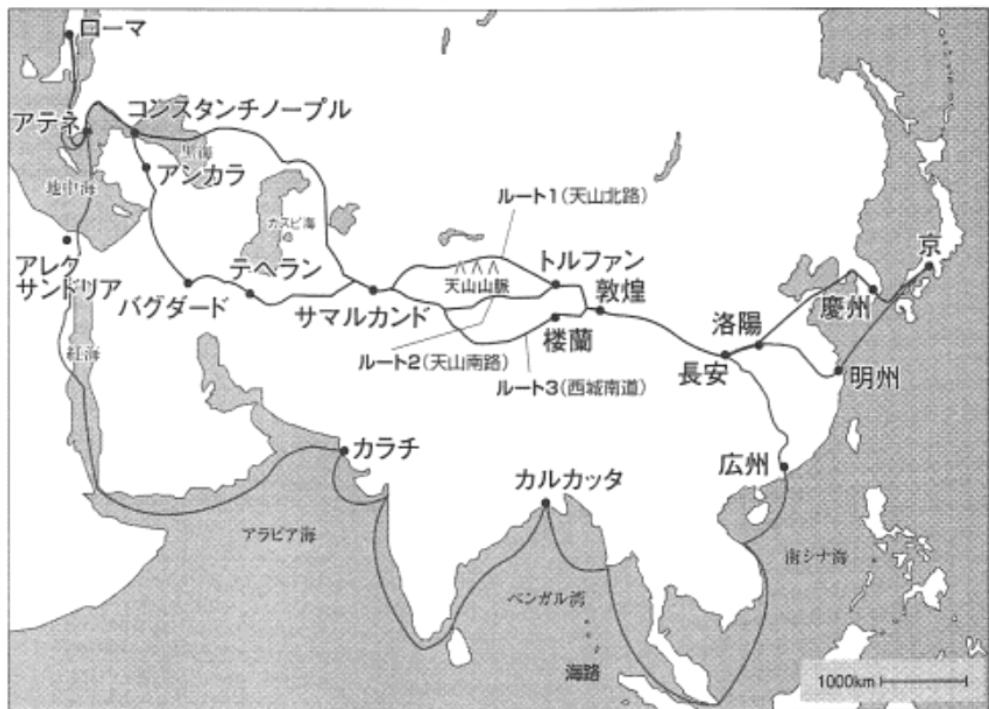 ローマ
コンスタンチノープル
アテネ
黒海
アンカラ
地中海
カスピ海
ルート1(天山北路)
アレク
サンドリア
バグダード
テヘラン
サマルカンド
天山山脈
トルファン
敦煌
楼蘭
京
慶州
洛陽
長安
明州
ルート2(天山南路)
ルート3(西城南道)
紅海
カラチ
カルカッタ
広州
アラビア海
ベンガル湾
南シナ海
海路
1000km